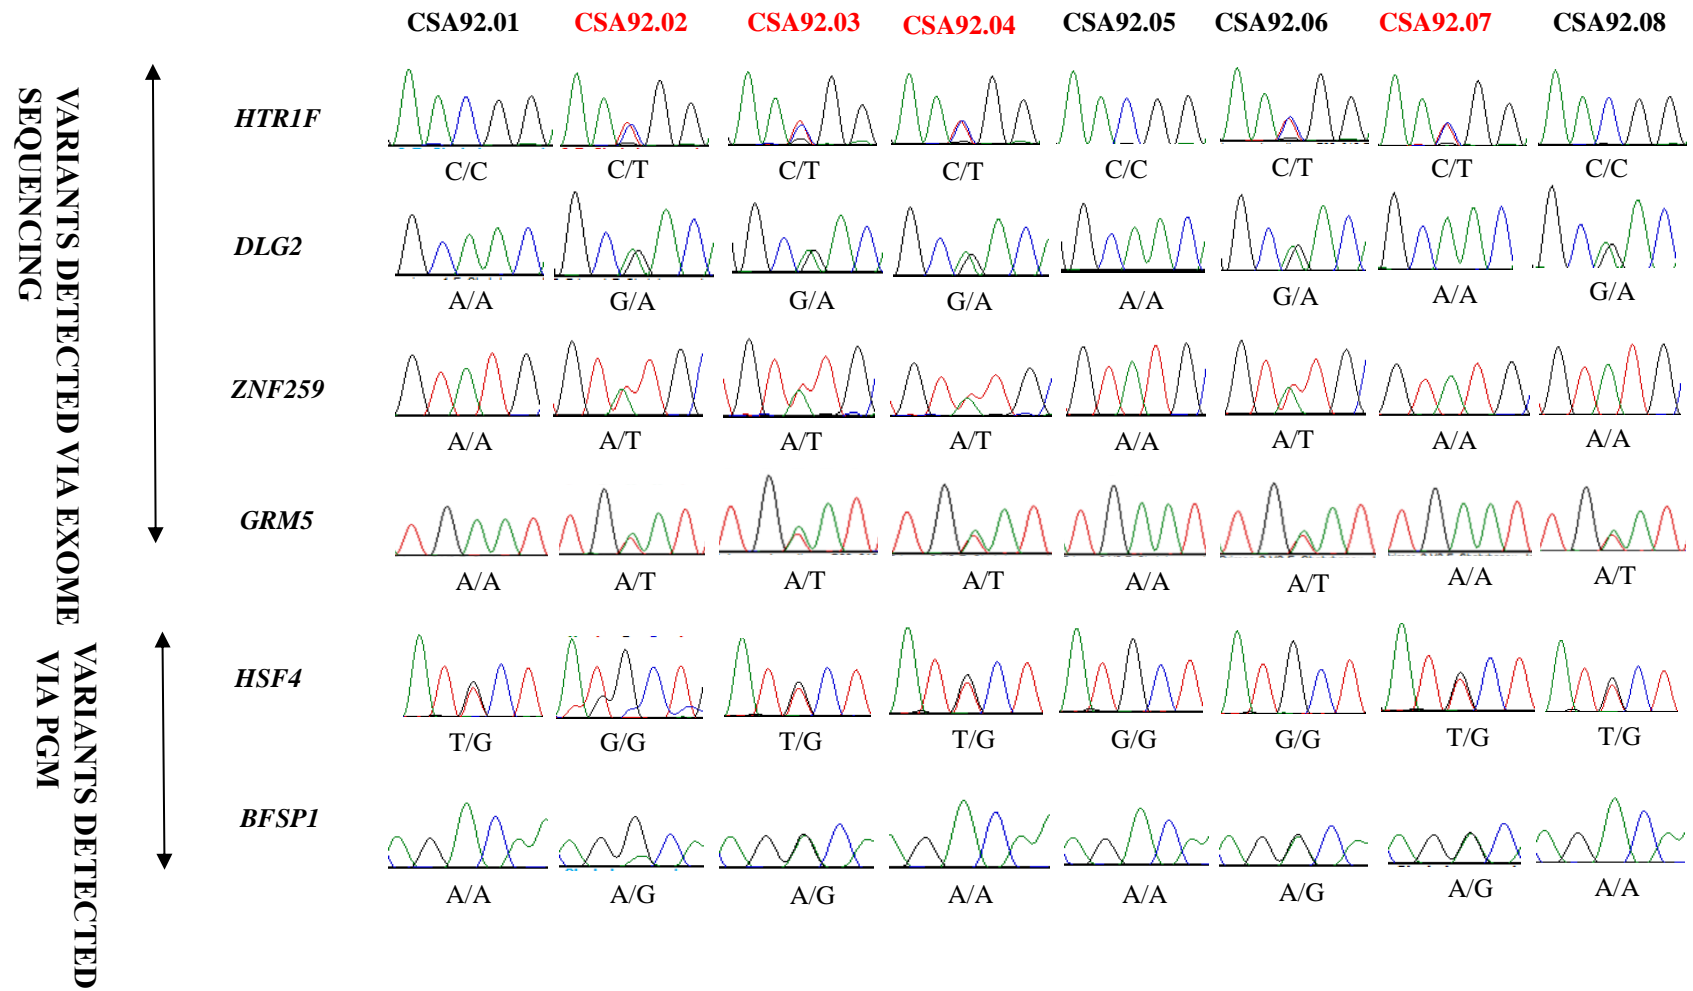 CSA92.01 CSA92.02 CSA92.03 CSA92.04 CSA92.05 CSA92.06 CSA92.07 CSA92.08
VARIANTS DETECTED VIA EXOME
SEQUENCING
HTR1F
C/C C/T C/T C/T C/C C/T C/T C/C
DLG2
A/A G/A G/A G/A A/A G/A A/A G/A
ZNF259
A/A A/T A/T A/T A/A A/T A/A A/A
GRM5
A/A A/T A/T A/T A/A A/T A/A A/T
VARIANTS DETECTED
VIA PGM
HSF4
T/G G/G T/G T/G G/G G/G T/G T/G
BFSP1
A/A A/G A/G A/A A/A A/G A/G A/A